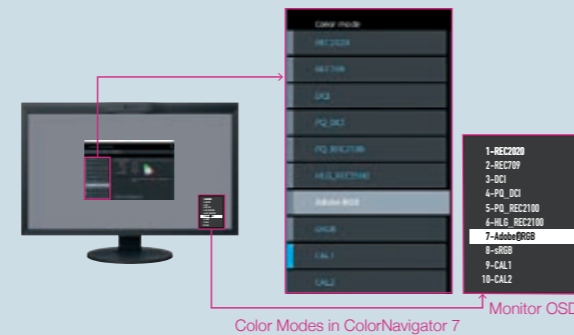 Color mode
REC2020
REC709
DCI
PQ_DCI
PQ_REC2100
HLG_REC2100
Adobe RGB
sRGB
CAL1
CAL2
1-REC2020
2-REC709
3-DCI
4-PQ_DCI
5-PQ_REC2100
6-HLG_REC2100
7-Adobe®RGB
8-sRGB
9-CAL1
10-CAL2
Monitor OSD
Color Modes in ColorNavigator 7